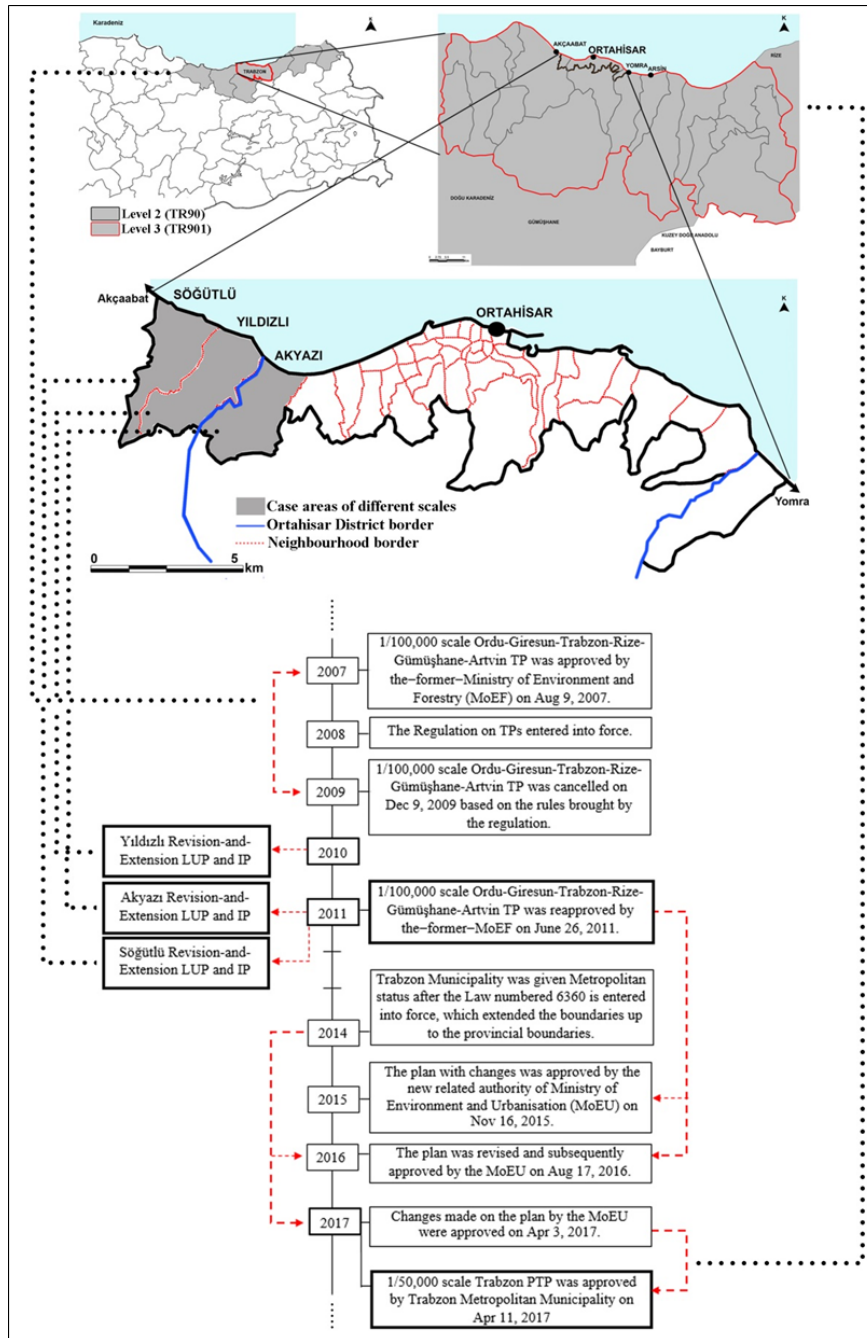 Karadeniz
K
TRABZON
Level 2 (TR90)
Level 3 (TR901)
K
AKÇAABAT
ORTAHİSAR
YOMRA
ARSİN
RİZE
DOĞU KARADENİZ
GÜMÜŞHANE
KUZEY DOĞU ANADOLU
BAYBURT
Akçaabat
SÖĞÜTLÜ
YILDIZLI
AKYAZI
ORTAHİSAR
K
Yomra
Case areas of different scales
Ortahisar District border
Neighbourhood border
0 5
km
2007
1/100,000 scale Ordu-Giresun-Trabzon-Rize-
Gümüşhane-Artvin TP was approved by
the−former−Ministry of Environment and
Forestry (MoEF) on Aug 9, 2007.
2008
The Regulation on TPs entered into force.
2009
1/100,000 scale Ordu-Giresun-Trabzon-Rize-
Gümüşhane-Artvin TP was cancelled on
Dec 9, 2009 based on the rules brought by
the regulation.
Yıldızlı Revision-and-
Extension LUP and IP
2010
Akyazı Revision-and-
Extension LUP and IP
2011
1/100,000 scale Ordu-Giresun-Trabzon-Rize-
Gümüşhane-Artvin TP was reapproved by
the−former−MoEF on June 26, 2011.
Söğütlü Revision-and-
Extension LUP and IP
2014
Trabzon Municipality was given Metropolitan
status after the Law numbered 6360 is entered
into force, which extended the boundaries up
to the provincial boundaries.
2015
The plan with changes was approved by the
new related authority of Ministry of
Environment and Urbanisation (MoEU) on
Nov 16, 2015.
2016
The plan was revised and subsequently
approved by the MoEU on Aug 17, 2016.
2017
Changes made on the plan by the MoEU
were approved on Apr 3, 2017.
1/50,000 scale Trabzon PTP was approved
by Trabzon Metropolitan Municipality on
Apr 11, 2017